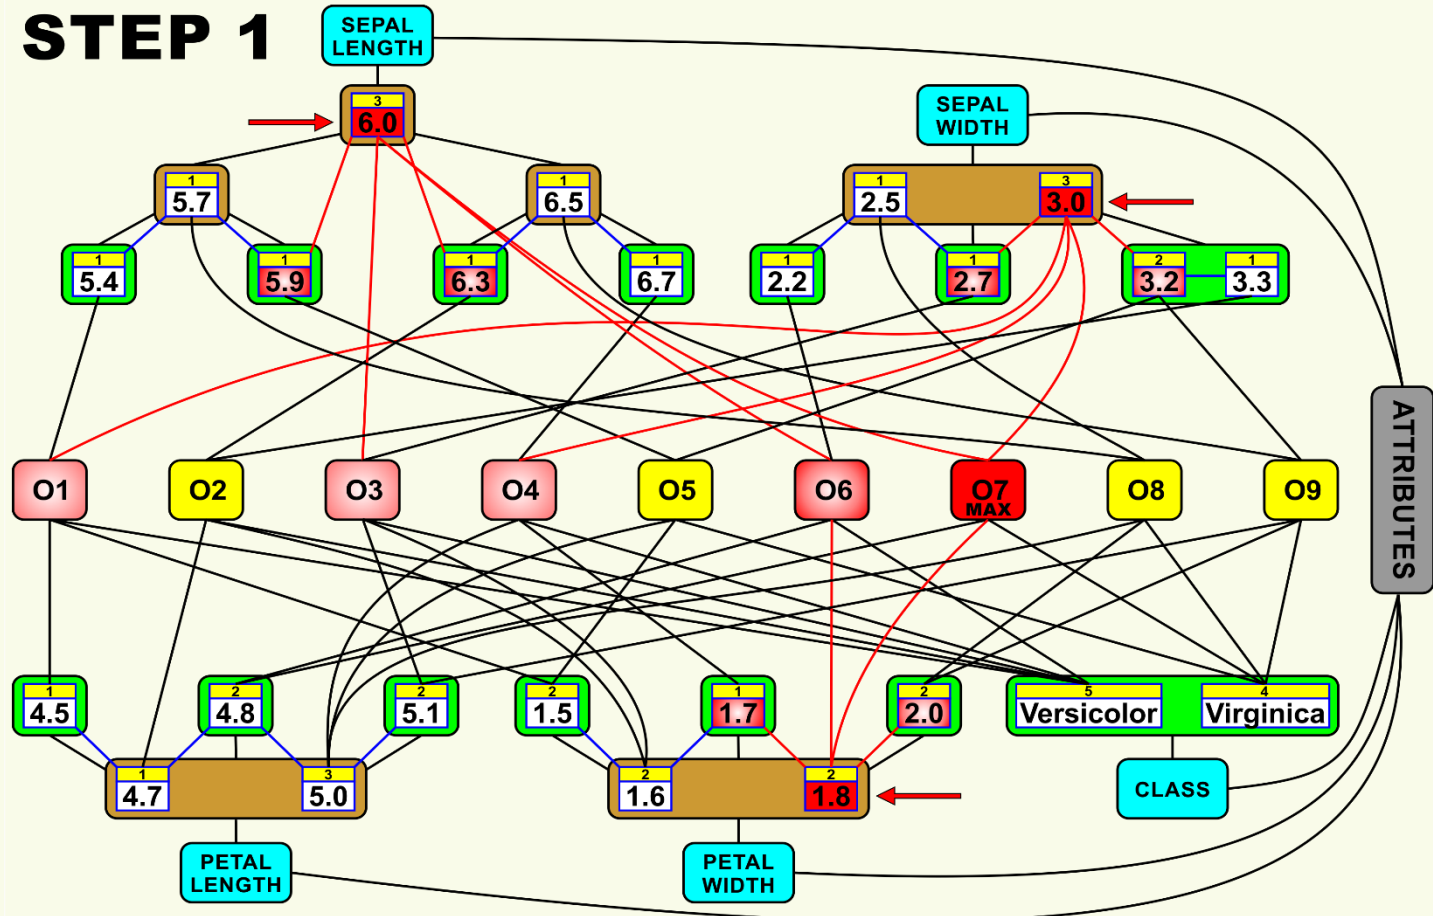 STEP 1
SEPAL
LENGTH
3
6.0
SEPAL
WIDTH
1
5.7
1
6.5
1
2.5
3
3.0
1
5.4
1
5.9
1
6.3
1
6.7
1
2.2
1
2.7
2
3.2
1
3.3
ATTRIBUTES
O1
O2
O3
O4
O5
O6
O7
MAX
O8
O9
1
4.5
2
4.8
2
5.1
2
1.5
1
1.7
2
2.0
5
Versicolor
4
Virginica
1
4.7
3
5.0
2
1.6
2
1.8
CLASS
PETAL
LENGTH
PETAL
WIDTH